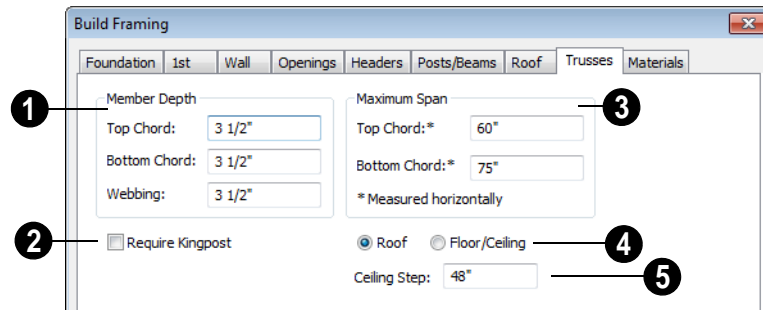 Build Framing
Foundation 1st Wall Openings Headers Posts/Beams Roof Trusses Materials
1 Member Depth Maximum Span 3
Top Chord: 3 1/2" Top Chord:* 60"
Bottom Chord: 3 1/2" Bottom Chord:* 75"
Webbing: 3 1/2" *Measured horizontally
2 Require Kingpost Roof Floor/Ceiling 4
Ceiling Step: 48" 5